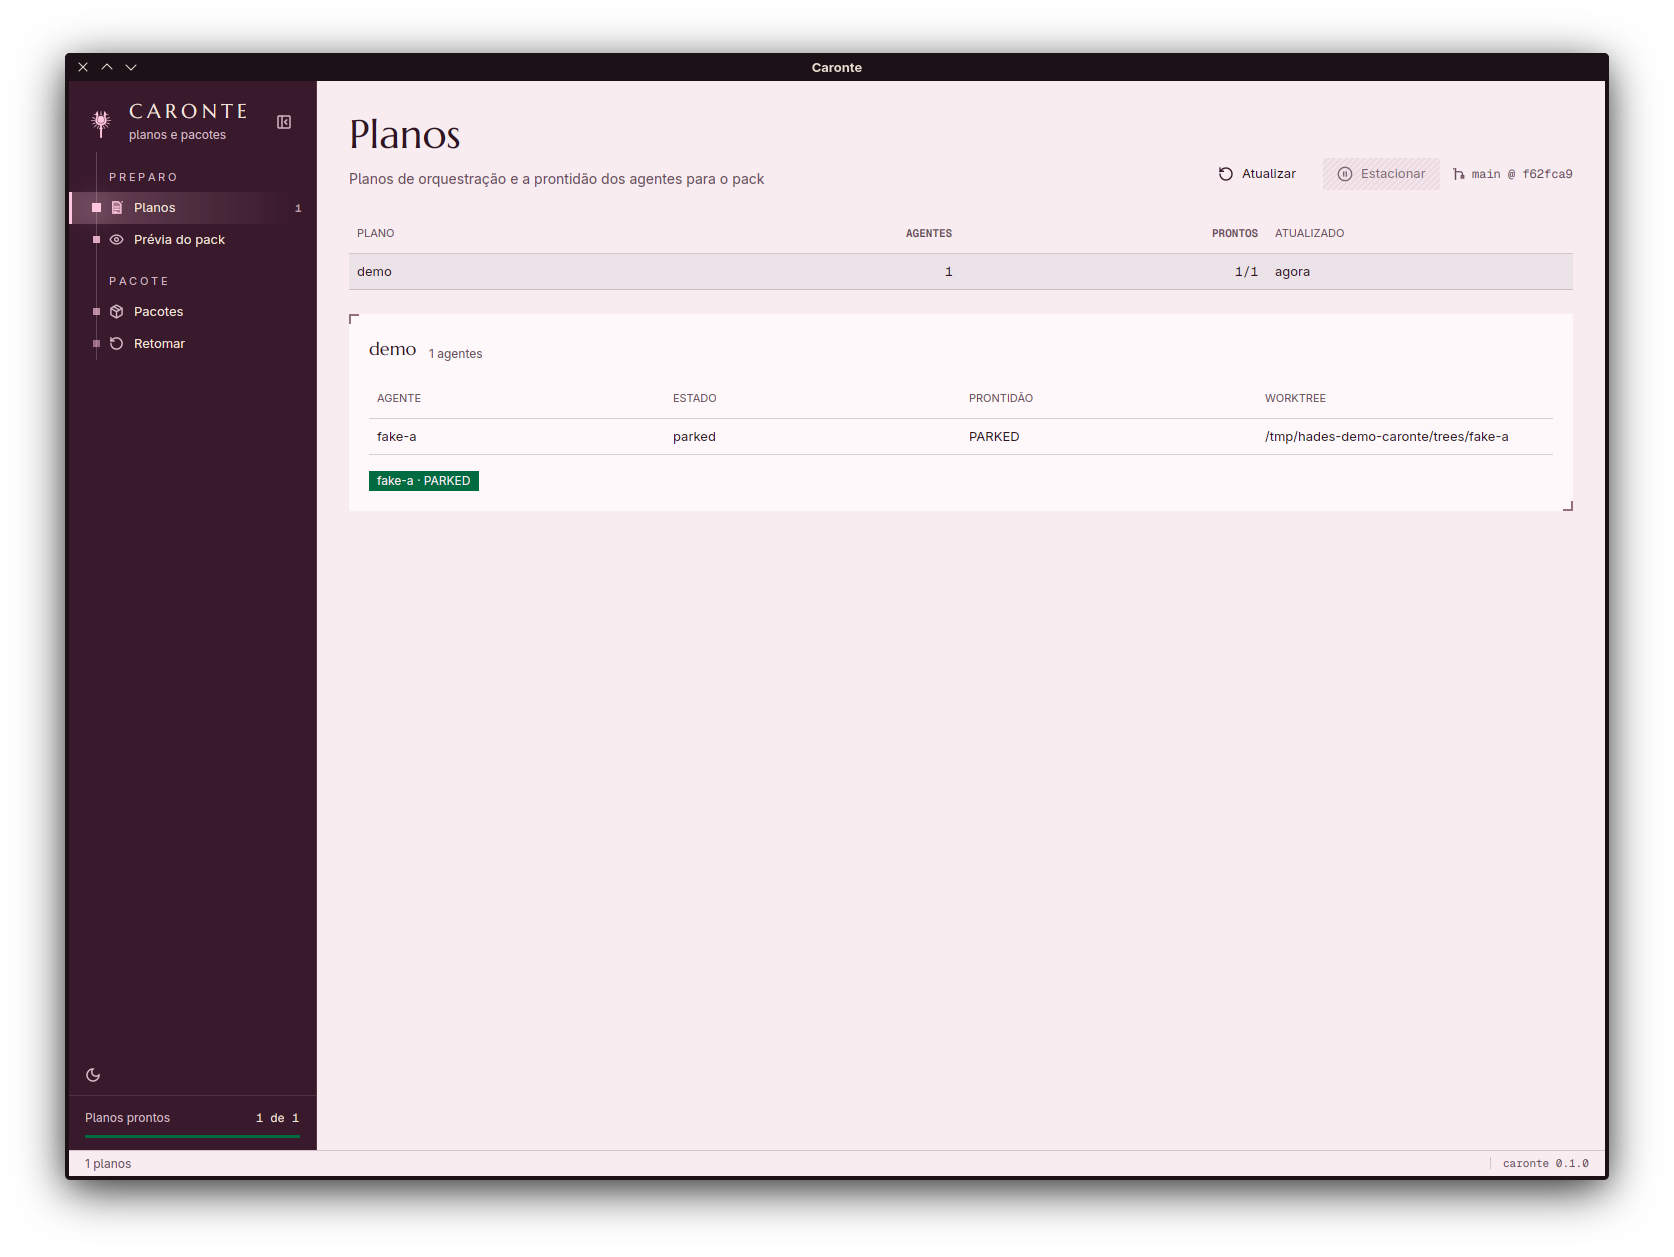 Caronte
CARONTE
planos e pacotes
PREPARO
Planos 1
Prévia do pack
PACOTE
Pacotes
Retomar
Planos prontos 1 de 1
Planos
Planos de orquestração e a prontidão dos agentes para o pack
Atualizar Estacionar main @ f62fca9
PLANO AGENTES PRONTOS ATUALIZADO
demo 1 1/1 agora
demo 1 agentes
AGENTE ESTADO PRONTIDÃO WORKTREE
fake-a parked PARKED /tmp/hades-demo-caronte/trees/fake-a
fake-a · PARKED
1 planos caronte 0.1.0